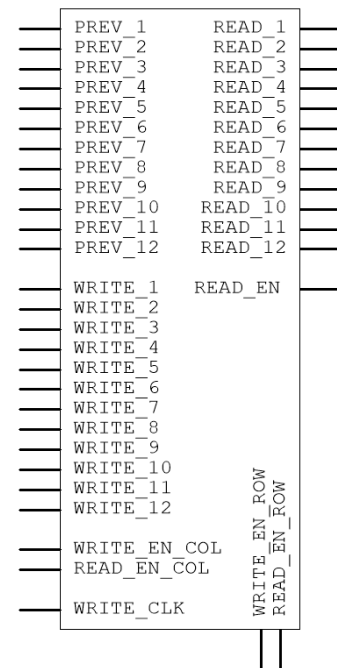 PREV_1 READ_1
PREV_2 READ_2
PREV_3 READ_3
PREV_4 READ_4
PREV_5 READ_5
PREV_6 READ_6
PREV_7 READ_7
PREV_8 READ_8
PREV_9 READ_9
PREV_10 READ_10
PREV_11 READ_11
PREV_12 READ_12
WRITE_1 READ_EN
WRITE_2
WRITE_3
WRITE_4
WRITE_5
WRITE_6
WRITE_7
WRITE_8
WRITE_9
WRITE_10
WRITE_11
WRITE_12
WRITE_EN_COL
READ_EN_COL
WRITE_CLK
WRITE_EN_ROW
READ_EN_ROW